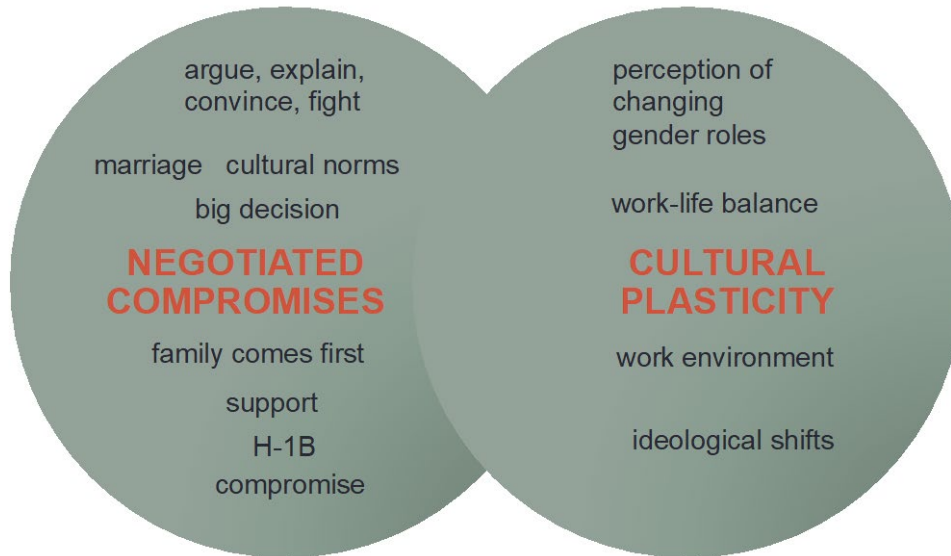 argue, explain,
convince, fight
marriage cultural norms
big decision
NEGOTIATED
COMPROMISES
family comes first
support
H-1B
compromise
perception of
changing
gender roles
work-life balance
CULTURAL
PLASTICITY
work environment
ideological shifts